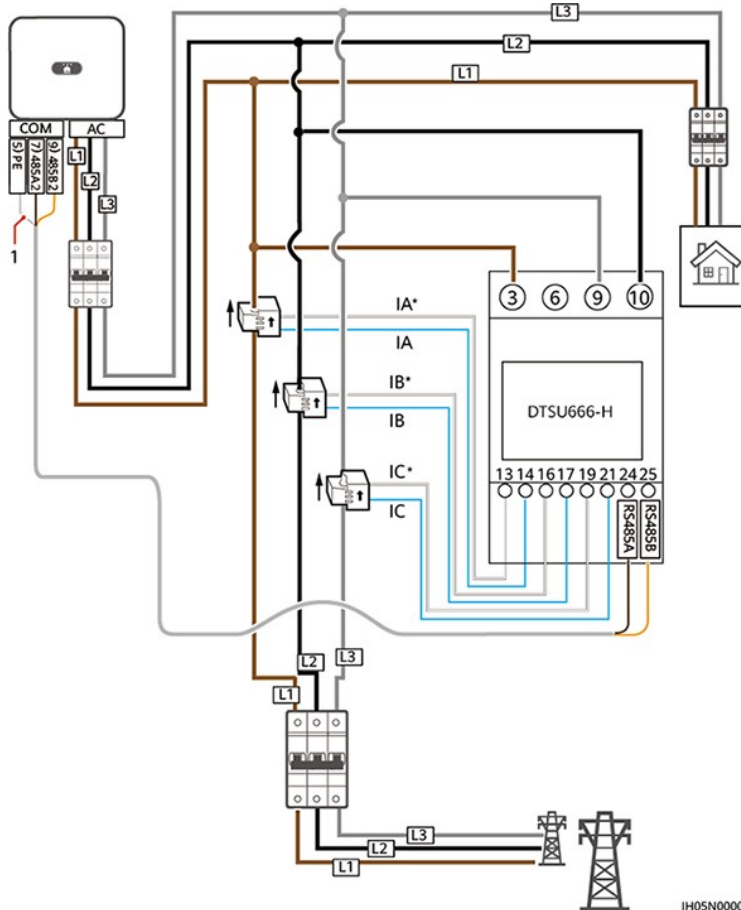 L3
L2
L1
COM
AC
5) PE
7) 485A2
9) 485B2
L1
L2
L3
1
3
6
9
10
IA*
IA
IB*
IB
DTSU666-H
IC*
IC
13 14 16 17 19 21 24 25
RS485A
RS485B
L2
L3
L1
L3
L2
L1
IH05N0000